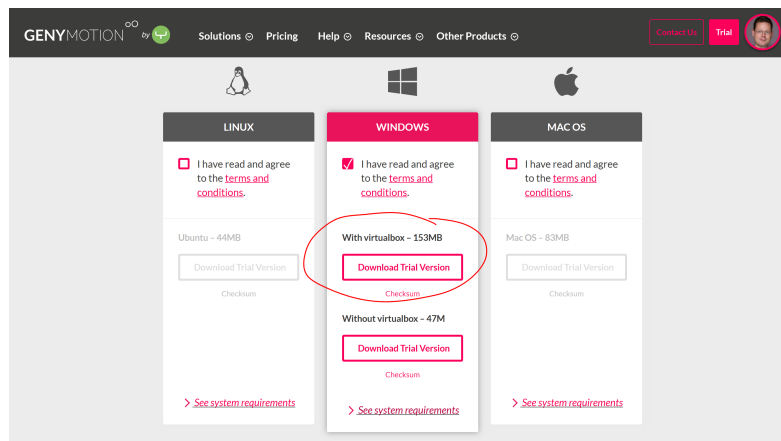 GENYMOTION by
Solutions Pricing Help Resources Other Products
Contact Us Trial
LINUX
I have read and agree
to the terms and
conditions.
Ubuntu – 44MB
Download Trial Version
Checksum
See system requirements
WINDOWS
I have read and agree
to the terms and
conditions.
With virtualbox – 153MB
Download Trial Version
Checksum
Without virtualbox – 47M
Download Trial Version
Checksum
See system requirements
MAC OS
I have read and agree
to the terms and
conditions.
Mac OS – 83MB
Download Trial Version
Checksum
See system requirements